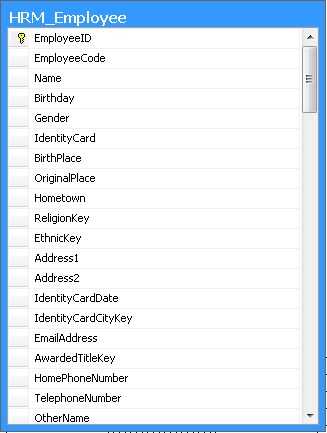 HRM_Employee
EmployeeID
EmployeeCode
Name
Birthday
Gender
IdentityCard
BirthPlace
OriginalPlace
Hometown
ReligionKey
EthnicKey
Address1
Address2
IdentityCardDate
IdentityCardCityKey
EmailAddress
AwardedTitleKey
HomePhoneNumber
TelephoneNumber
OtherName